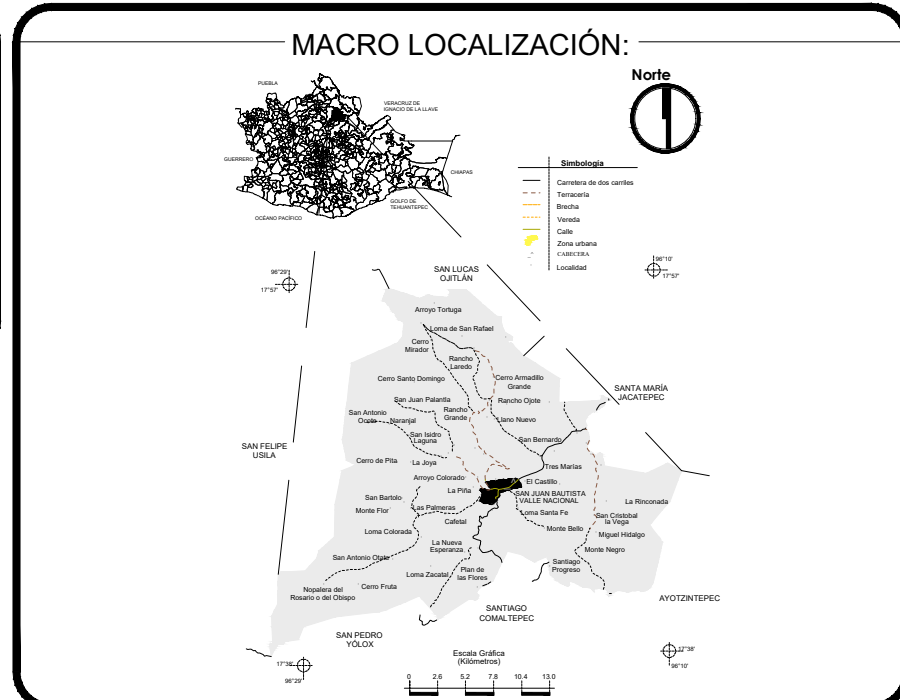 MACRO LOCALIZACIÓN:
PUEBLA
VERACRUZ DE
IGNACIO DE LA LLAVE
GUERRERO
CHIAPAS
GOLFO DE
TEHUANTEPEC
OCÉANO PACÍFICO
Norte
Simbología
Carretera de dos carriles
Terracería
Brecha
Vereda
Calle
Zona urbana
CABECERA
Localidad
96°29'
17°57'
96°10'
17°57'
SAN LUCAS
OJITLÁN
Arroyo Tortuga
Loma de San Rafael
Cerro
Mirador
Rancho
Laredo
Cerro Santo Domingo
Cerro Armadillo
Grande
SANTA MARÍA
JACATEPEC
San Juan Palantla
Rancho Ojote
San Antonio
Ocote
Naranjal
Rancho
Grande
Llano Nuevo
San Isidro
Laguna
San Bernardo
SAN FELIPE
USILA
Cerro de Pita
La Joya
Tres Marías
Arroyo Colorado
El Castillo
La Piña
SAN JUAN BAUTISTA
VALLE NACIONAL
San Bartolo
La Rinconada
Monte Flor
Las Palmeras
Loma Santa Fe
San Cristobal
la Vega
Cafetal
Monte Bello
Miguel Hidalgo
Loma Colorada
La Nueva
Esperanza
Monte Negro
San Antonio Otate
Santiago
Progreso
Loma Zacatal
Plan de
las Flores
Nopalera del
Rosario o del Obispo
Cerro Fruta
AYOTZINTEPEC
SANTIAGO
COMALTEPEC
SAN PEDRO
YÓLOX
17°38'
96°29'
Escala Gráfica
(Kilómetros)
0 2.6 5.2 7.8 10.4 13.0
17°38'
96°10'